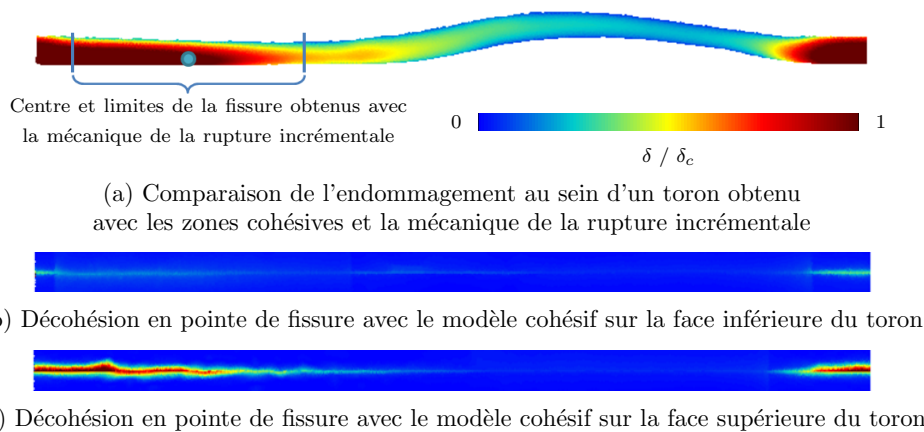 Centre et limites de la fissure obtenus avec
la mécanique de la rupture incrémentale
0 1
δ / δc
(a) Comparaison de l'endommagement au sein d'un toron obtenu
avec les zones cohésives et la mécanique de la rupture incrémentale
) Décohésion en pointe de fissure avec le modèle cohésif sur la face inférieure du toron
) Décohésion en pointe de fissure avec le modèle cohésif sur la face supérieure du toron